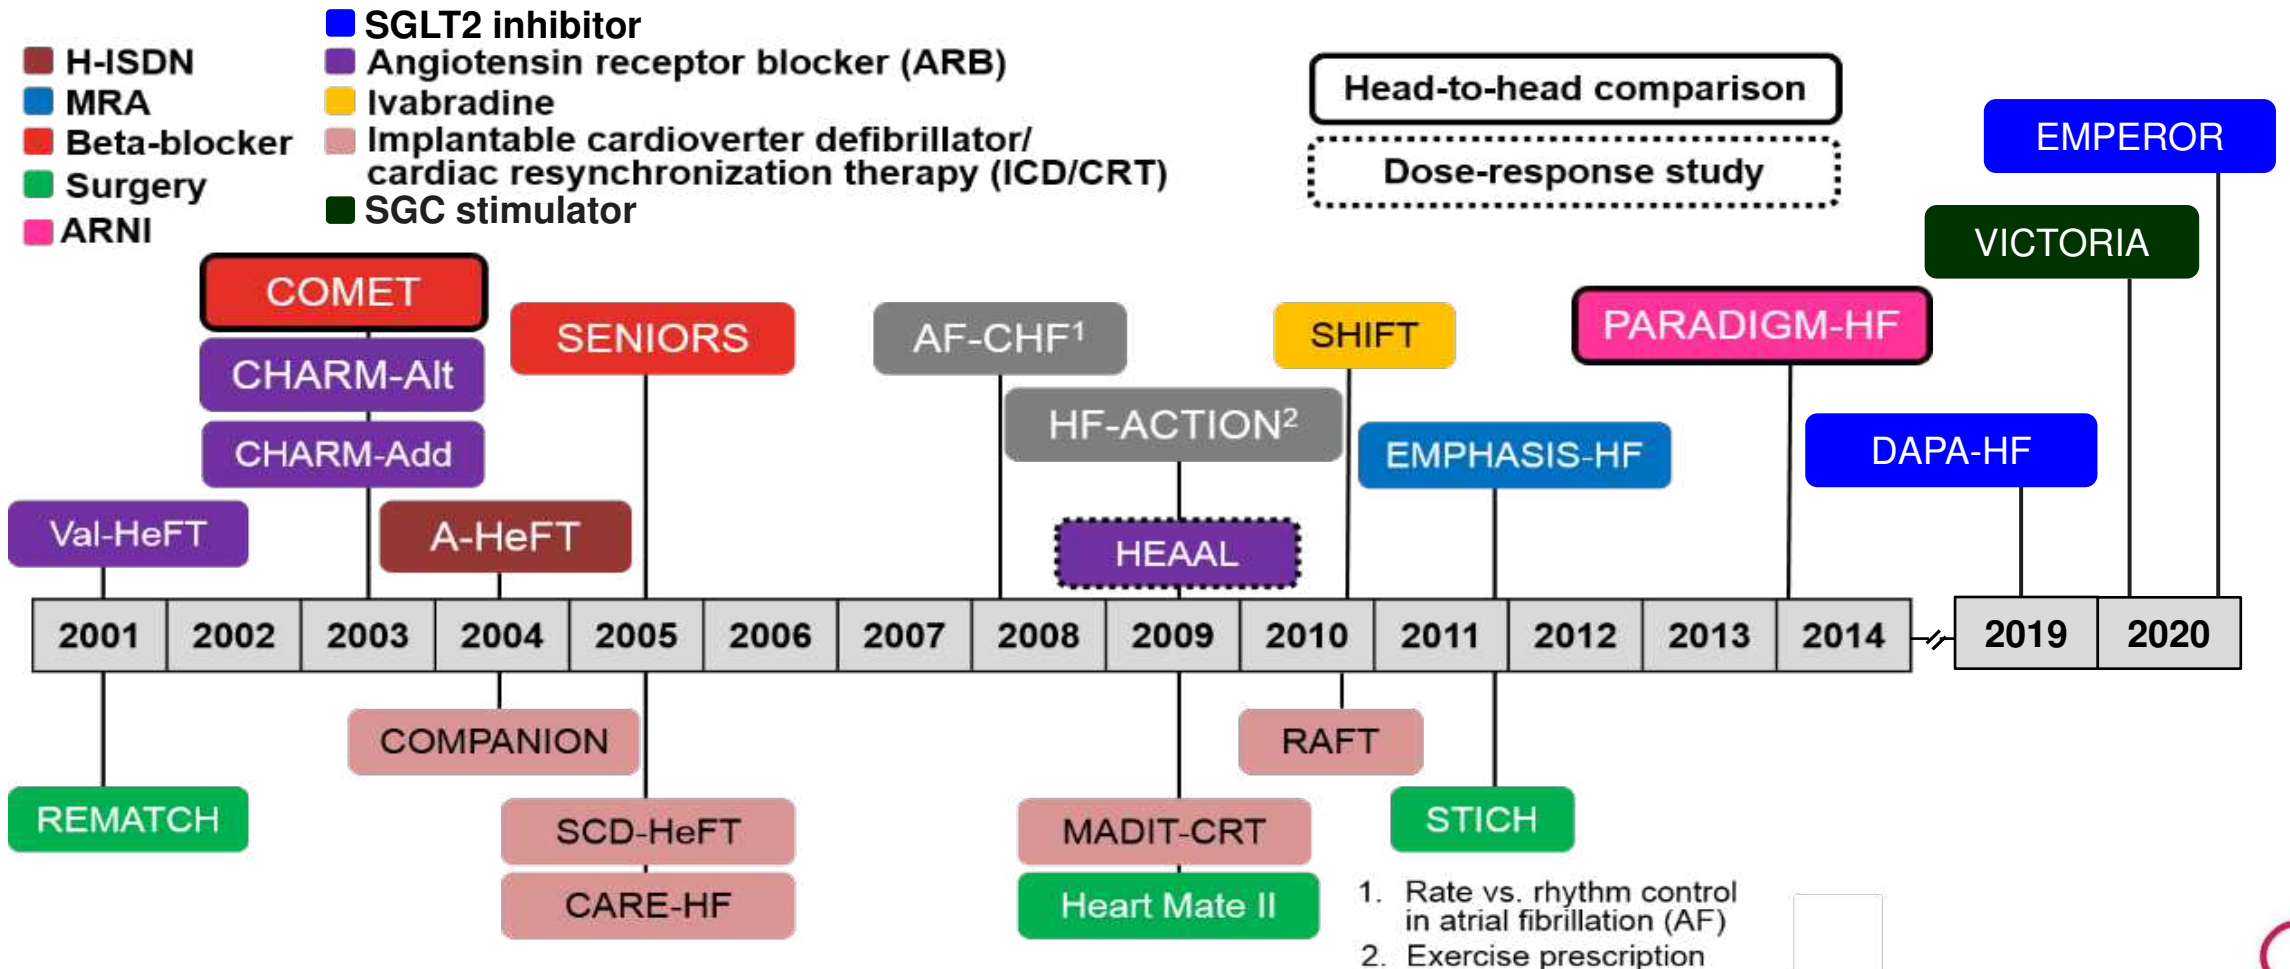 SGLT2 inhibitor
H-ISDN
Angiotensin receptor blocker (ARB)
MRA
Ivabradine
Beta-blocker
Implantable cardioverter defibrillator/
cardiac resynchronization therapy (ICD/CRT)
Surgery
SGC stimulator
ARNI
Head-to-head comparison
Dose-response study
EMPEROR
VICTORIA
COMET
SENIORS
AF-CHF¹
SHIFT
PARADIGM-HF
CHARM-Alt
HF-ACTION²
CHARM-Add
EMPHASIS-HF
DAPA-HF
Val-HeFT
A-HeFT
HEAAL
2001 2002 2003 2004 2005 2006 2007 2008 2009 2010 2011 2012 2013 2014 2019 2020
COMPANION
RAFT
REMATCH
SCD-HeFT
MADIT-CRT
STICH
CARE-HF
Heart Mate II
1. Rate vs. rhythm control
in atrial fibrillation (AF)
2. Exercise prescription